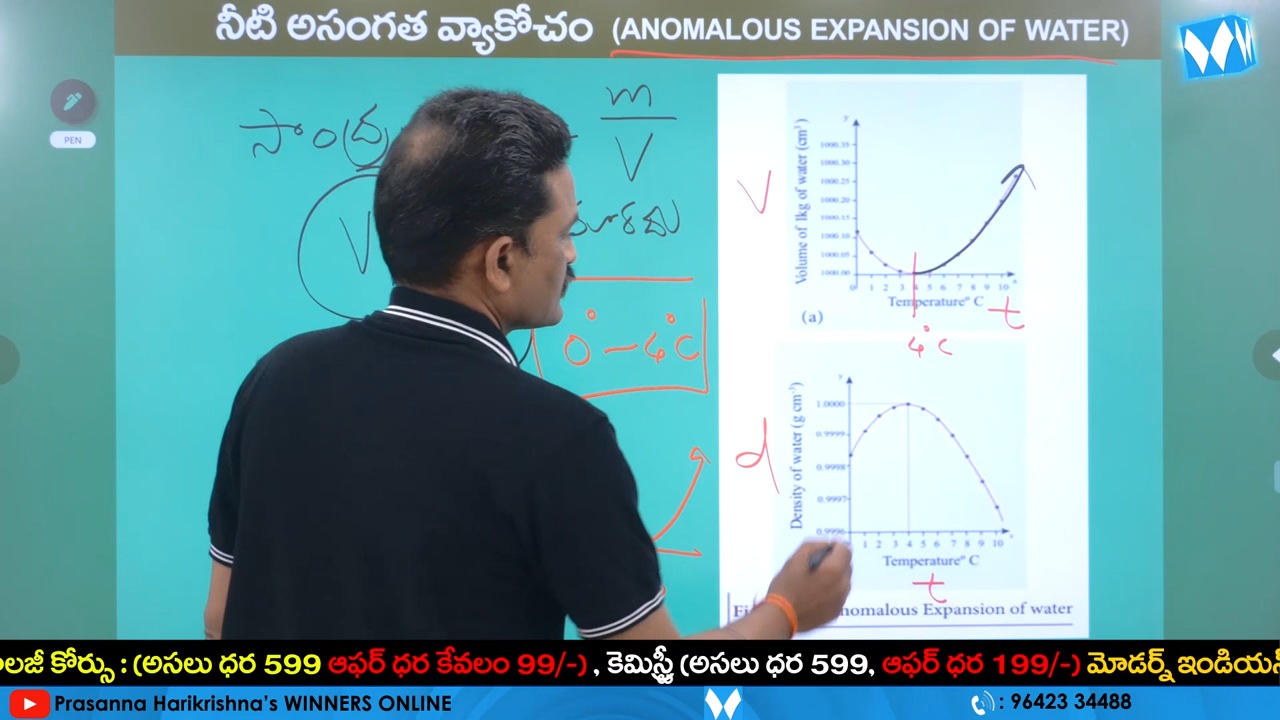 నీటి అసంగత వ్యాకోచం (ANOMALOUS EXPANSION OF WATER)
PEN
సాంద్ర
m
V
V
0° – 4°C
V
y
Volume of 1kg of water (cm³)
1000.35
1000.30
1000.25
1000.20
1000.15
1000.10
1000.05
1000.00
0 1 2 3 4 5 6 7 8 9 10 x
Temperature° C
t
(a)
4°C
d
y
Density of water (g cm⁻³)
1.0000
0.9999
0.9998
0.9997
0.9996
1 2 3 4 5 6 7 8 9 10 x
Temperature° C
t
nomalous Expansion of water
లజీ కోర్సు : (అసలు ధర 599 ఆఫర్ ధర కేవలం 99/-) , కెమిస్ట్రీ (అసలు ధర 599, ఆఫర్ ధర 199/-) మోడర్న్ ఇండియన్
Prasanna Harikrishna's WINNERS ONLINE
: 96423 34488